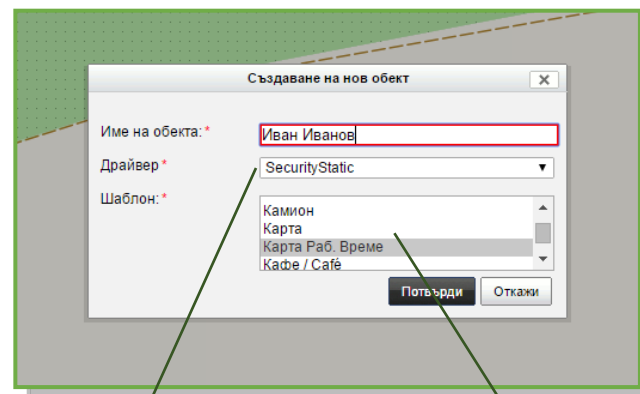 Създаване на нов обект
Име на обекта: *
Иван Иванов
Драйвер *
SecurityStatic
Шаблон: *
Камион
Карта
Карта Раб. Време
Кафе / Café
Потвърди
Откажи